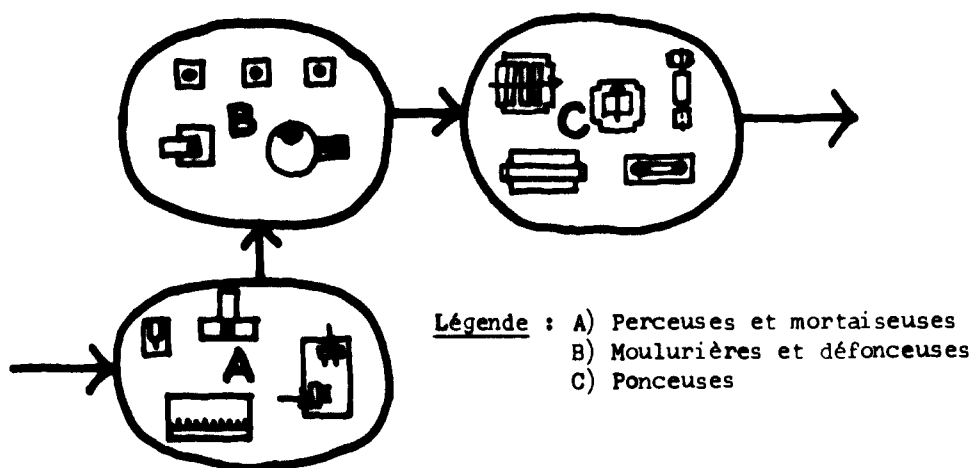 B
C
A
Légende : A) Perceuses et mortaiseuses
B) Moulurières et défonceuses
C) Ponceuses